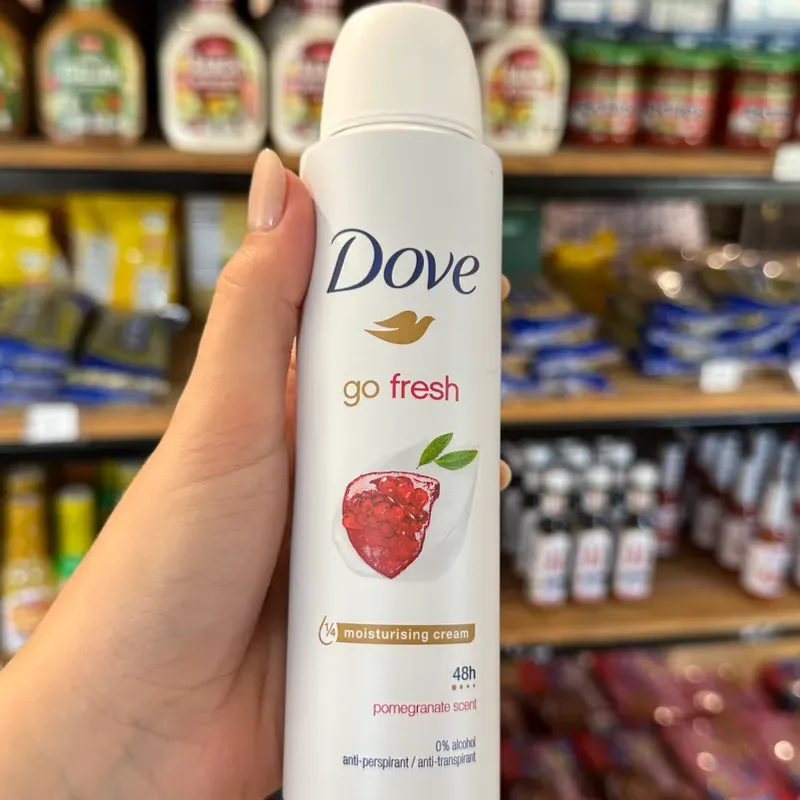 Dove
go fresh
1/4 moisturising cream
48h
pomegranate scent
0% alcohol
anti-perspirant / anti-transpirant